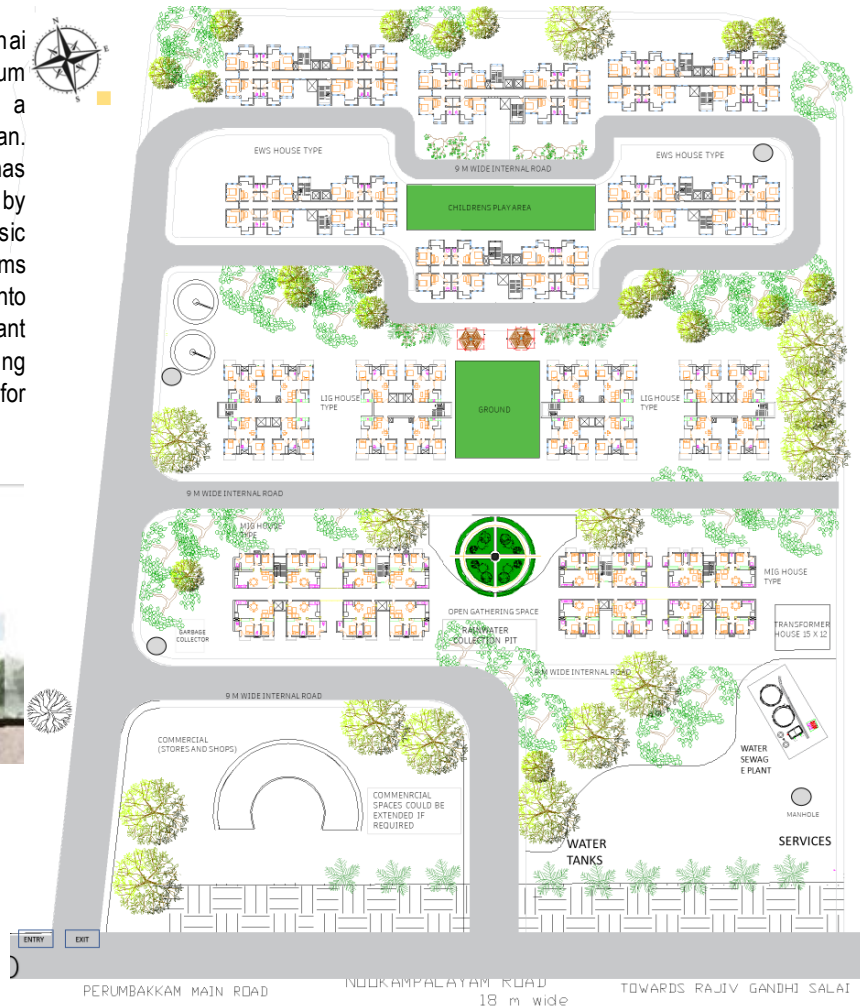 hai
um
a
an.
has
by
sic
ms
nto
ant
ing
for
N
E
S
EWS HOUSE TYPE
9 M WIDE INTERNAL ROAD
EWS HOUSE TYPE
CHILDRENS PLAY AREA
LIG HOUSE
TYPE
GROUND
LIG HOUSE
TYPE
9 M WIDE INTERNAL ROAD
MIG HOUSE
TYPE
MIG HOUSE
TYPE
OPEN GATHERING SPACE
RAINWATER
COLLECTION PIT
GARBAGE
COLLECTOR
TRANSFORMER
HOUSE 15 X 12
9 M WIDE INTERNAL ROAD
9 M WIDE INTERNAL ROAD
COMMERCIAL
(STORES AND SHOPS)
COMMENRCIAL
SPACES COULD BE
EXTENDED IF
REQUIRED
WATER
SEWAG
E PLANT
MANHOLE
WATER
TANKS
SERVICES
ENTRY
EXIT
PERUMBAKKAM MAIN ROAD
NOOKAMPALAYAM ROAD
18 m wide
TOWARDS RAJIV GANDHI SALAI